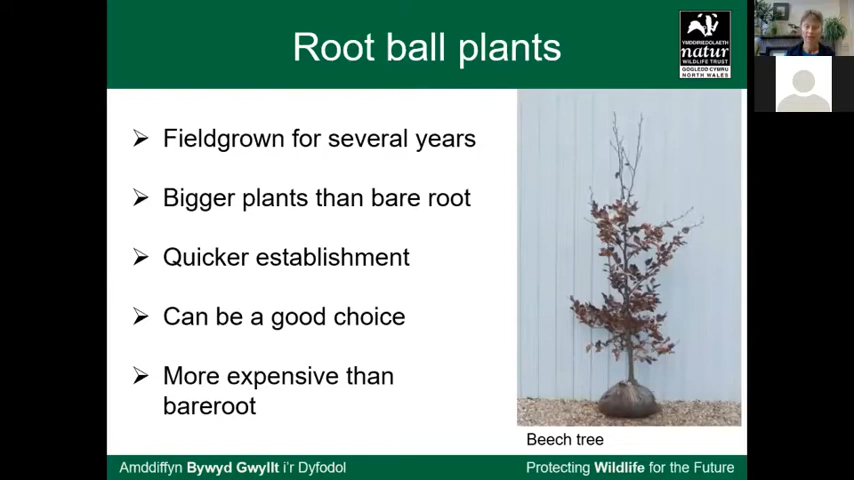 Root ball plants
YMDDIRIEDOLAETH
natur
WILDLIFE TRUST
GOGLEDD CYMRU
NORTH WALES
Fieldgrown for several years
Bigger plants than bare root
Quicker establishment
Can be a good choice
More expensive than
bareroot
Beech tree
Amddiffyn Bywyd Gwyllt i'r Dyfodol
Protecting Wildlife for the Future